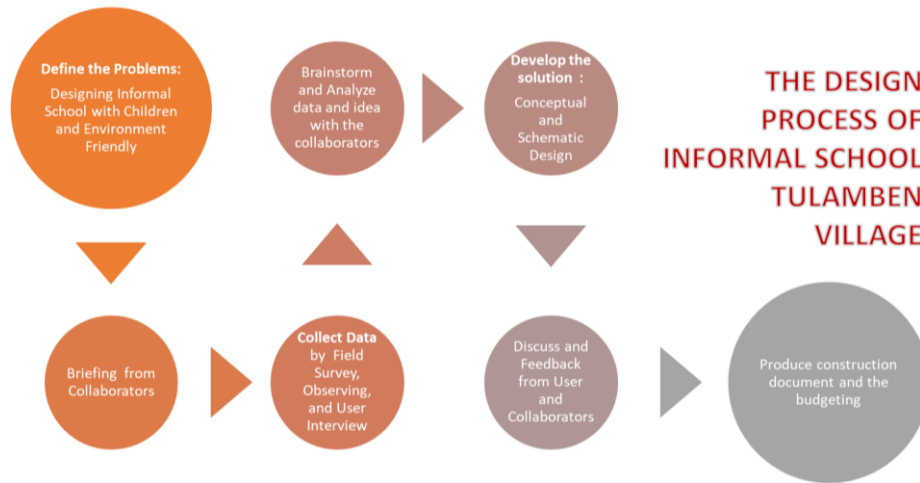 Define the Problems:
Designing Informal
School with Children
and Environment
Friendly
Briefing from
Collaborators
Collect Data
by Field
Survey,
Observing,
and User
Interview
Brainstorm
and Analyze
data and idea
with the
collaborators
Develop the
solution :
Conceptual
and
Schematic
Design
Discuss and
Feedback
from User
and
Collaborators
Produce construction
document and the
budgeting
THE DESIGN
PROCESS OF
INFORMAL SCHOOL
TULAMBEN
VILLAGE